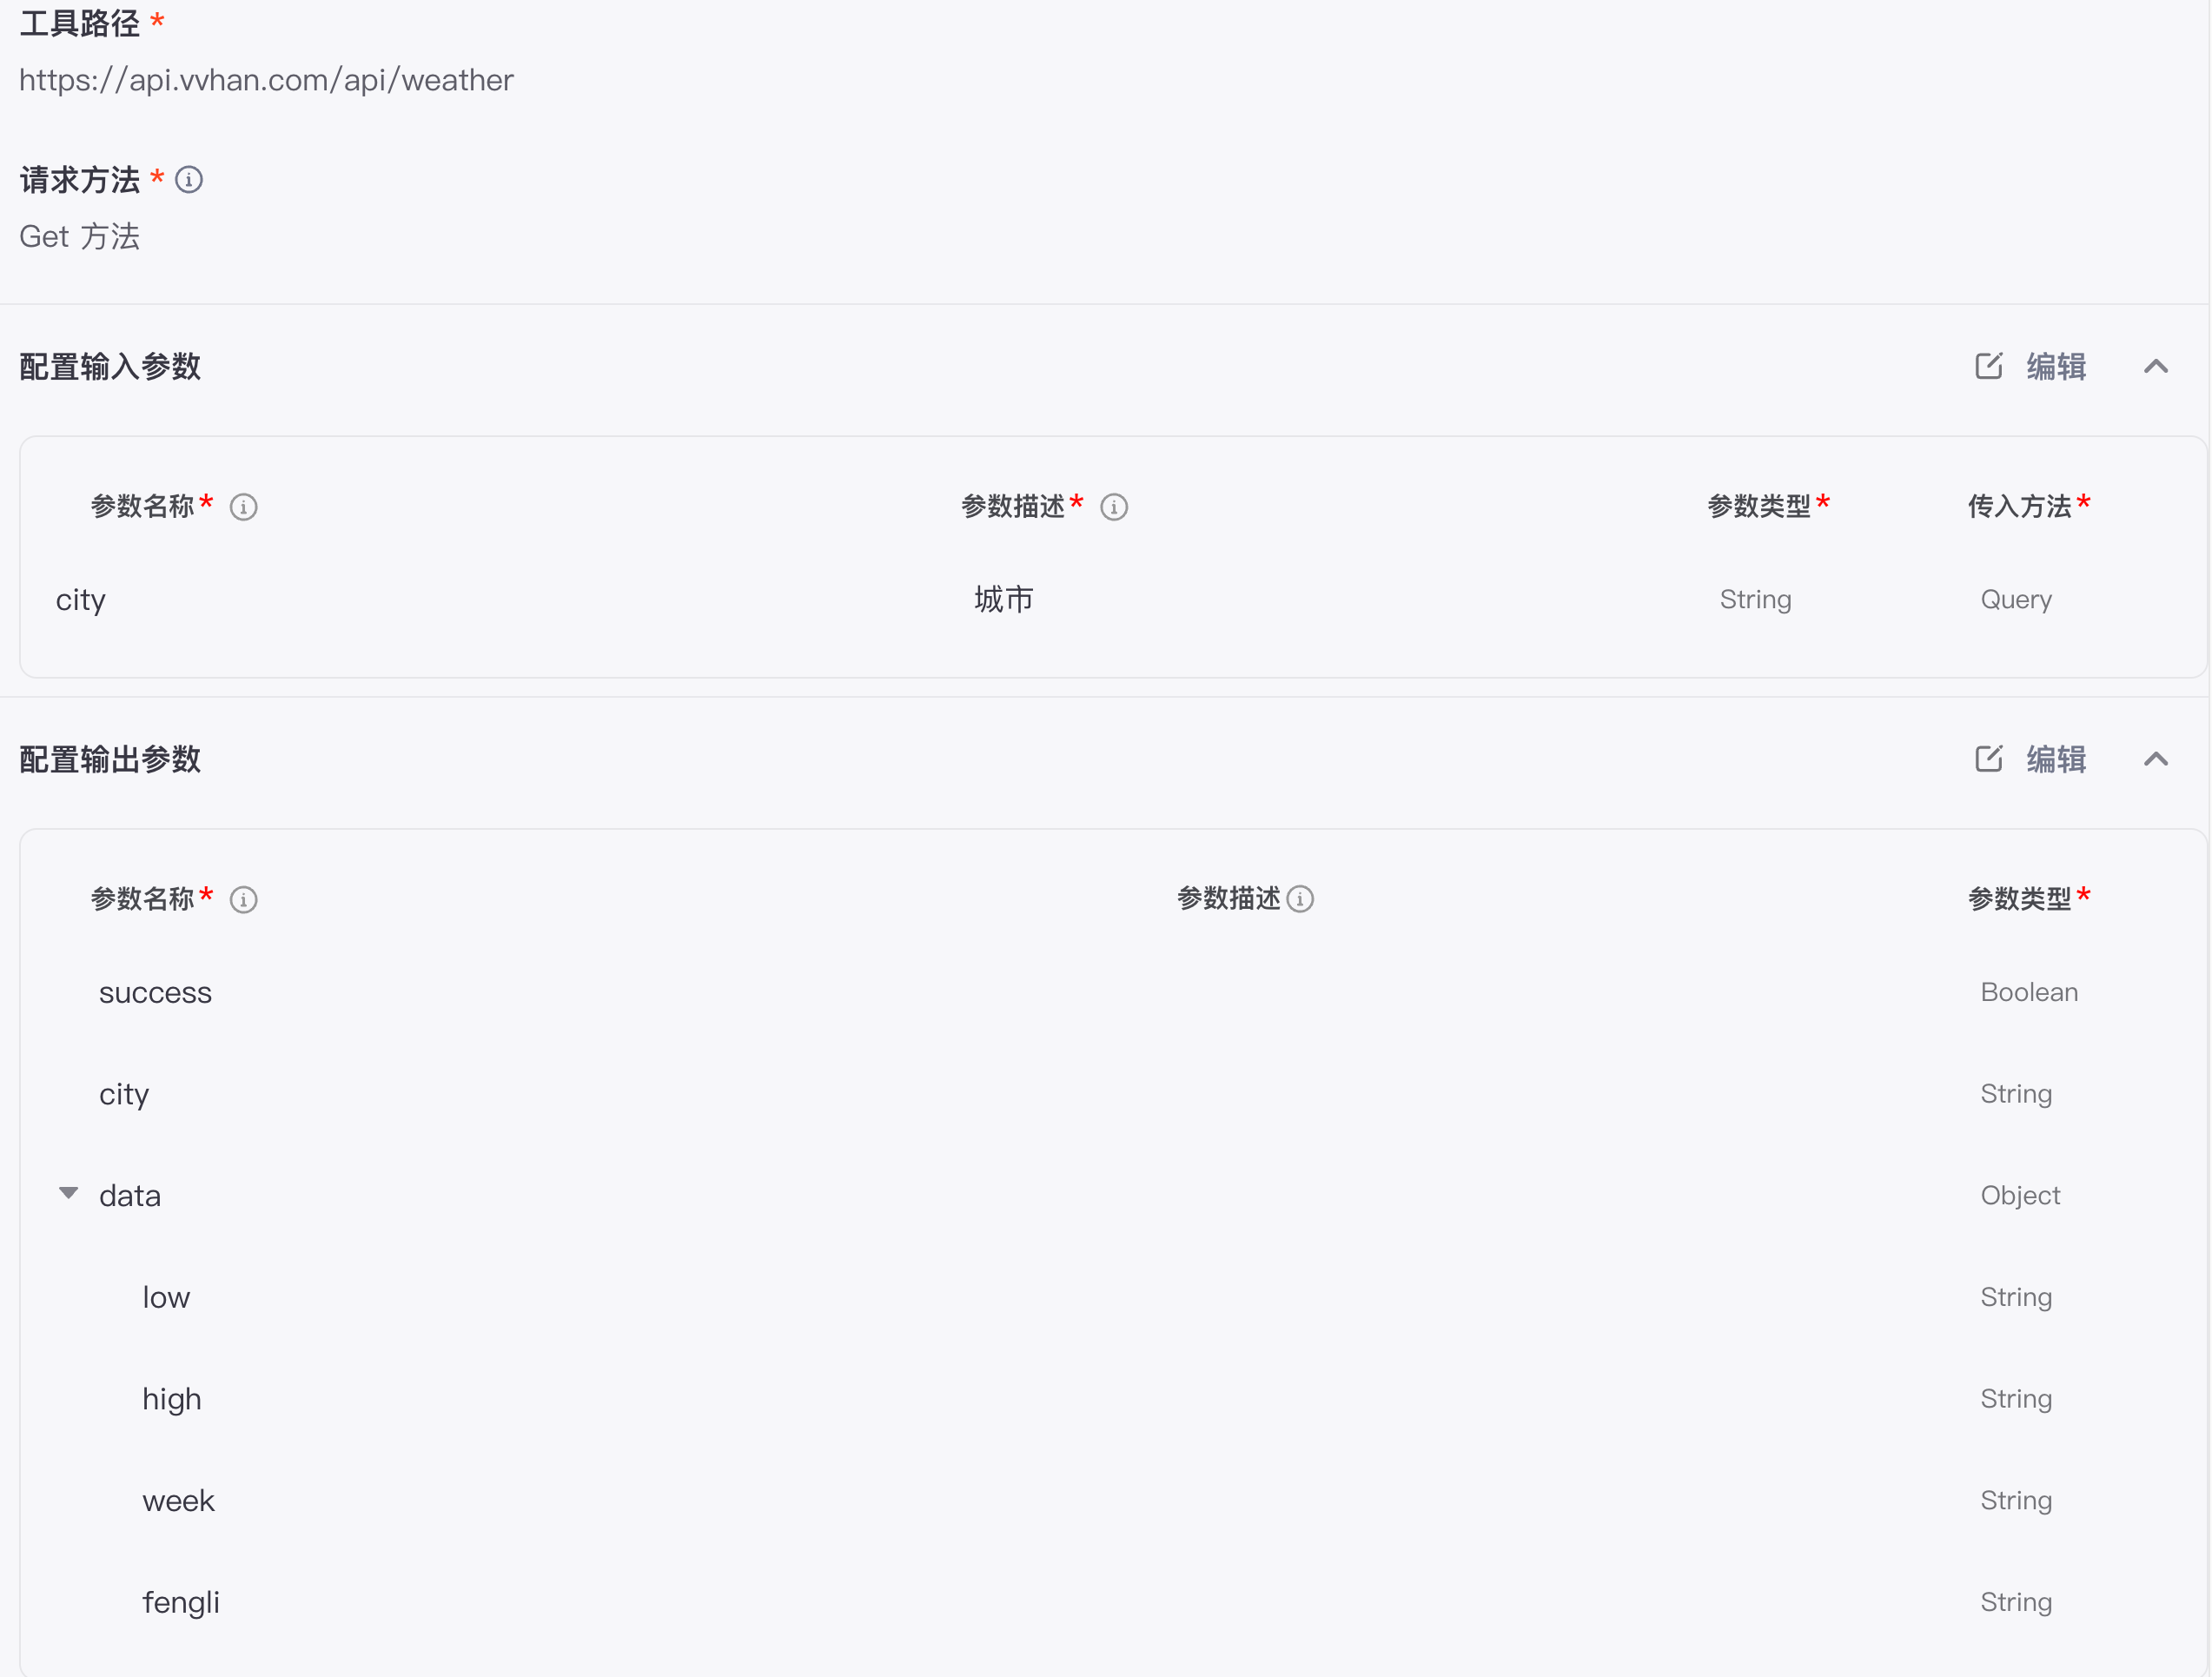 工具路径 *
https://api.vvhan.com/api/weather
请求方法 *
Get 方法
配置输入参数 编辑
参数名称* 参数描述* 参数类型* 传入方法*
city 城市 String Query
配置输出参数 编辑
参数名称* 参数描述 参数类型*
success Boolean
city String
data Object
low String
high String
week String
fengli String